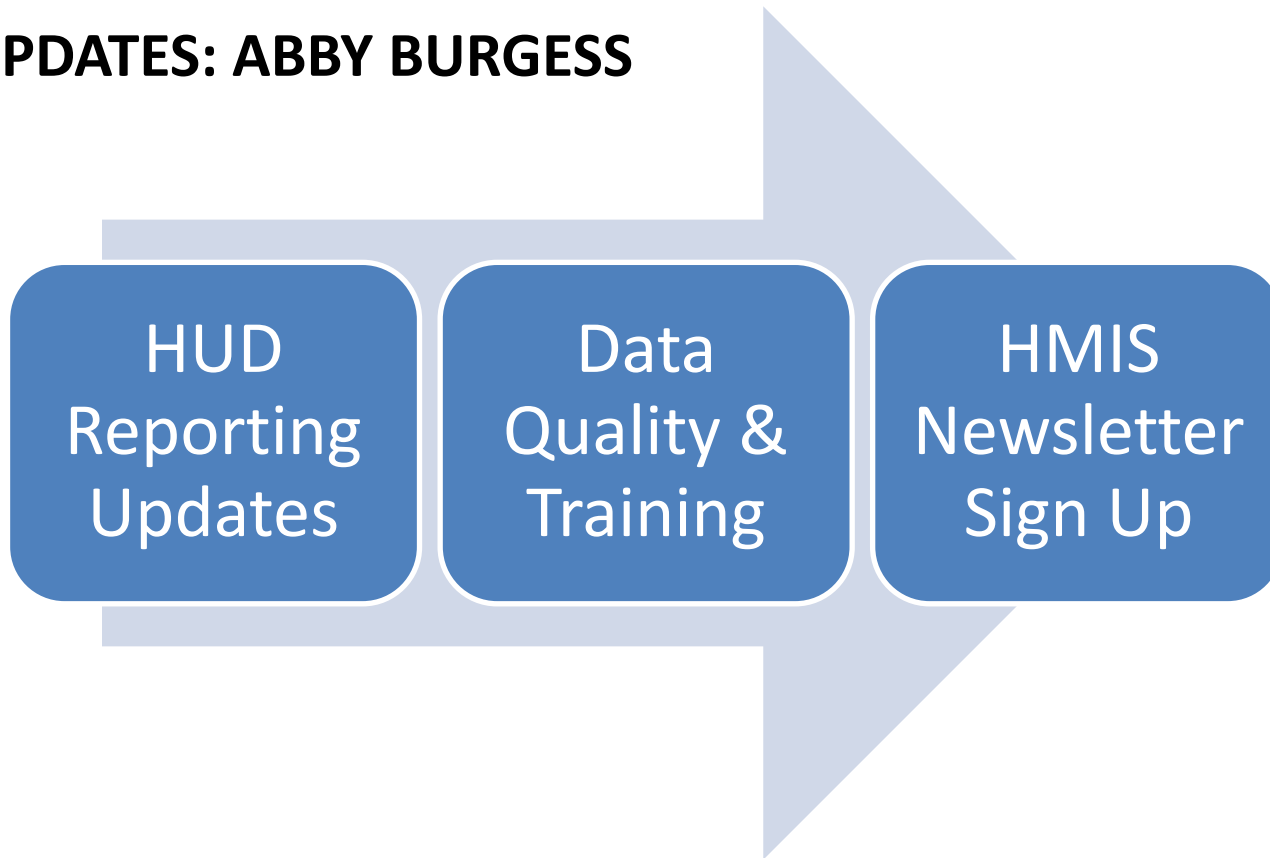 PDATES: ABBY BURGESS
HUD
Reporting
Updates
Data
Quality &
Training
HMIS
Newsletter
Sign Up